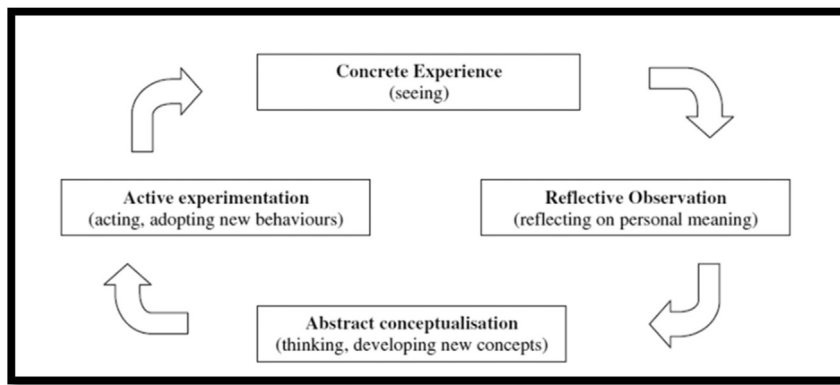 Concrete Experience
(seeing)
Active experimentation
(acting, adopting new behaviours)
Reflective Observation
(reflecting on personal meaning)
Abstract conceptualisation
(thinking, developing new concepts)